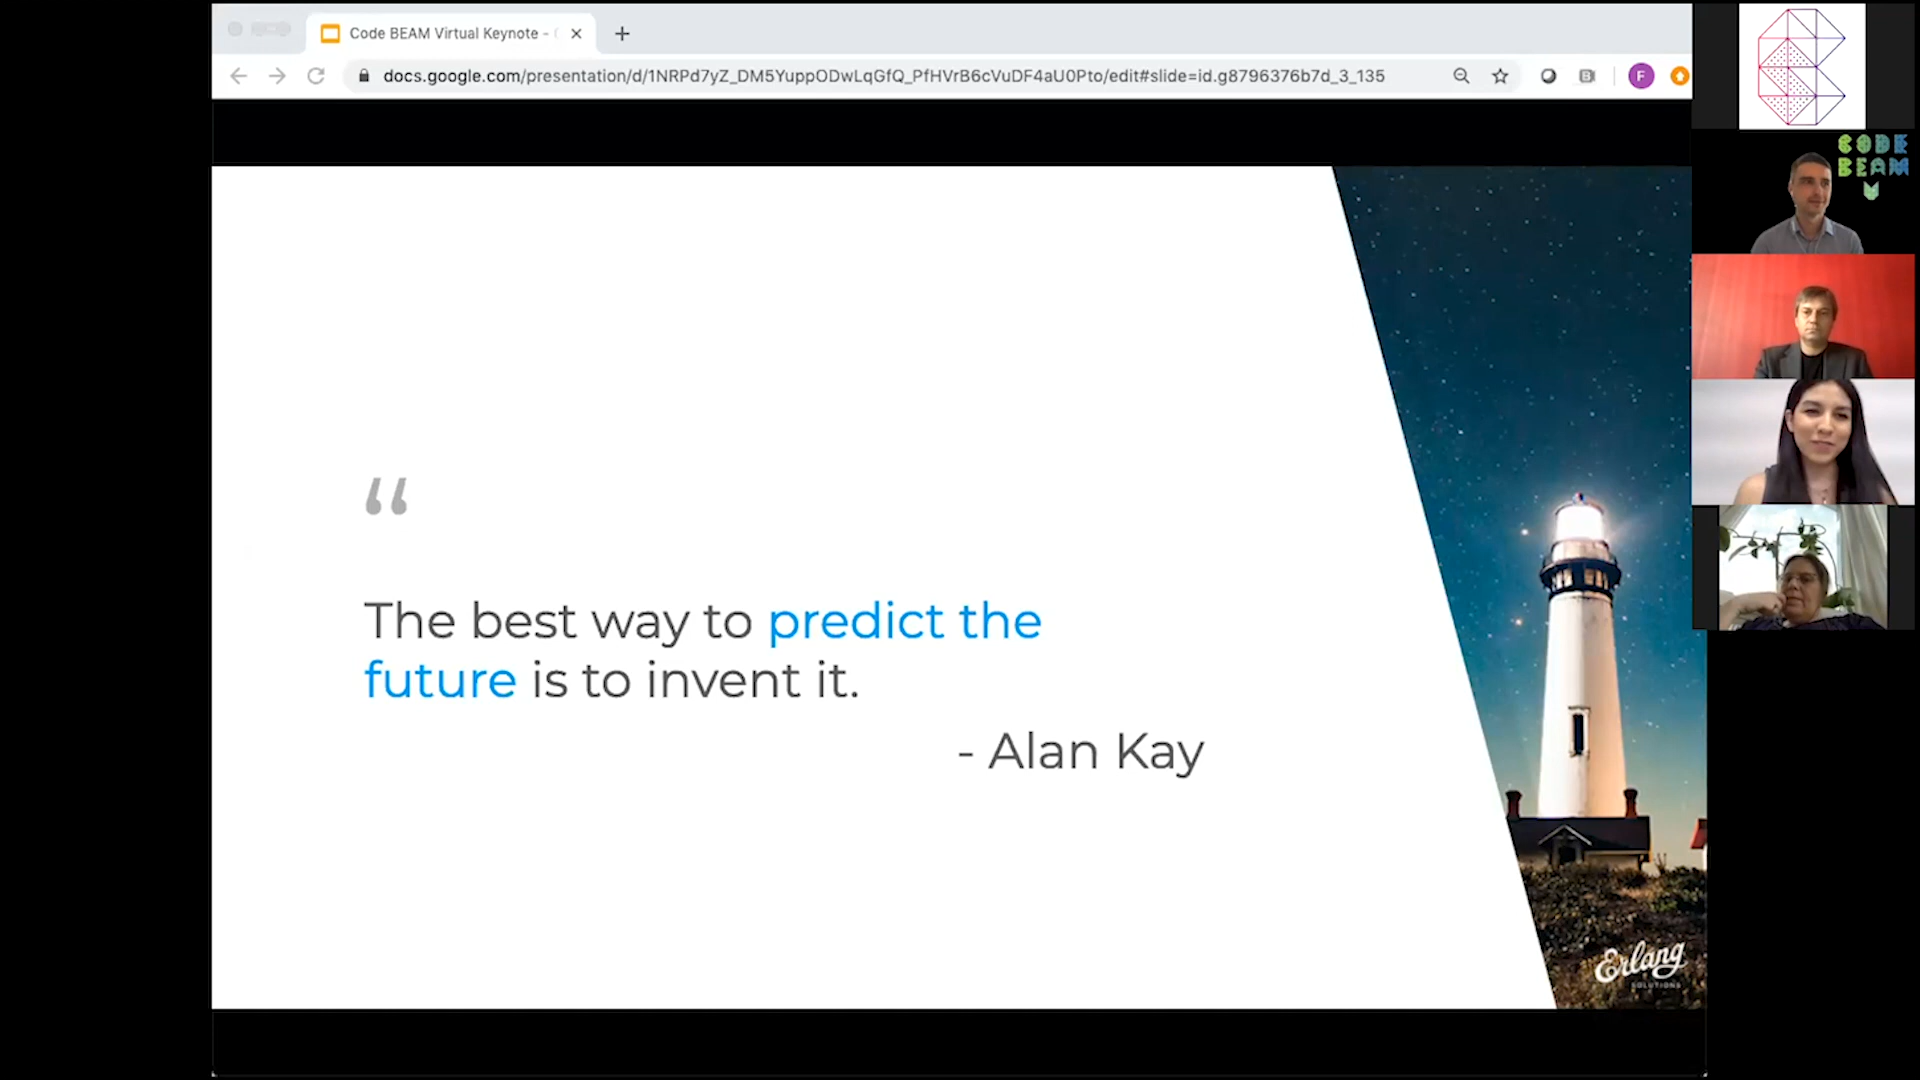 Code BEAM Virtual Keynote -
docs.google.com/presentation/d/1NRPd7yZ_DM5YuppODwLqGfQ_PfHVrB6cVuDF4aU0Pto/edit#slide=id.g8796376b7d_3_135
F
CODE
BEAM
V
“
The best way to predict the
future is to invent it.
- Alan Kay
Erlang
SOLUTIONS